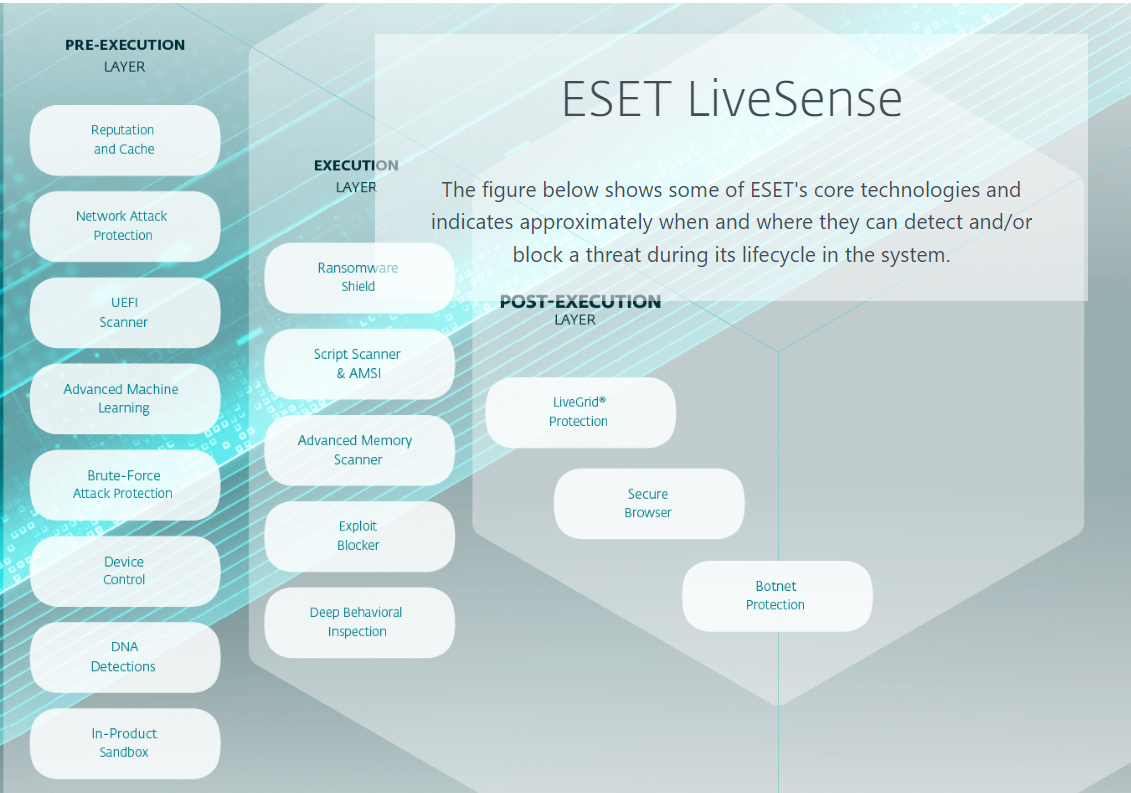 ESET LiveSense
The figure below shows some of ESET's core technologies and
indicates approximately when and where they can detect and/or
block a threat during its lifecycle in the system.
PRE-EXECUTION
LAYER
Reputation
and Cache
Network Attack
Protection
UEFI
Scanner
Advanced Machine
Learning
Brute-Force
Attack Protection
Device
Control
DNA
Detections
In-Product
Sandbox
EXECUTION
LAYER
Ransomware
Shield
Script Scanner
& AMSI
Advanced Memory
Scanner
Exploit
Blocker
Deep Behavioral
Inspection
POST-EXECUTION
LAYER
LiveGrid®
Protection
Secure
Browser
Botnet
Protection